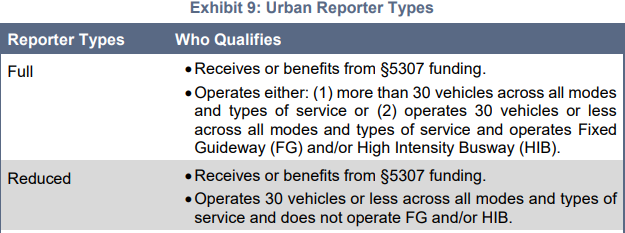 Exhibit 9: Urban Reporter Types
Reporter Types Who Qualifies
Full
• Receives or benefits from §5307 funding.
• Operates either: (1) more than 30 vehicles across all modes
and types of service or (2) operates 30 vehicles or less
across all modes and types of service and operates Fixed
Guideway (FG) and/or High Intensity Busway (HIB).
Reduced
• Receives or benefits from §5307 funding.
• Operates 30 vehicles or less across all modes and types of
service and does not operate FG and/or HIB.